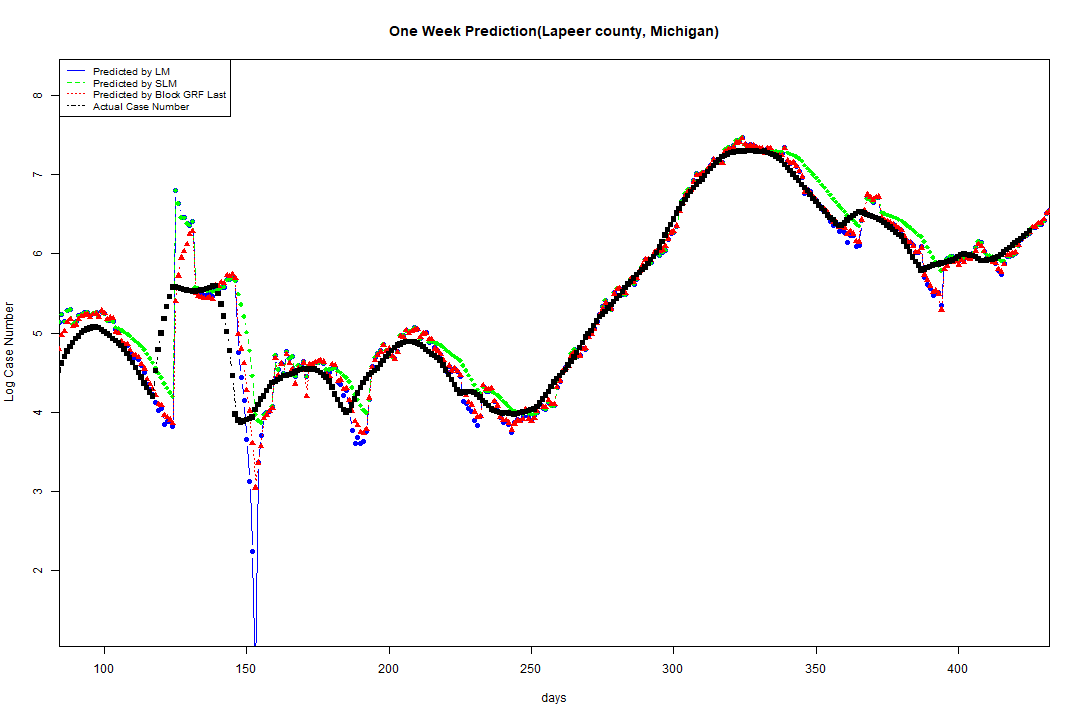 One Week Prediction(Lapeer county, Michigan)
Predicted by LM
Predicted by SLM
Predicted by Block GRF Last
Actual Case Number
8
7
6
5
4
3
2
Log Case Number
100 150 200 250 300 350 400
days